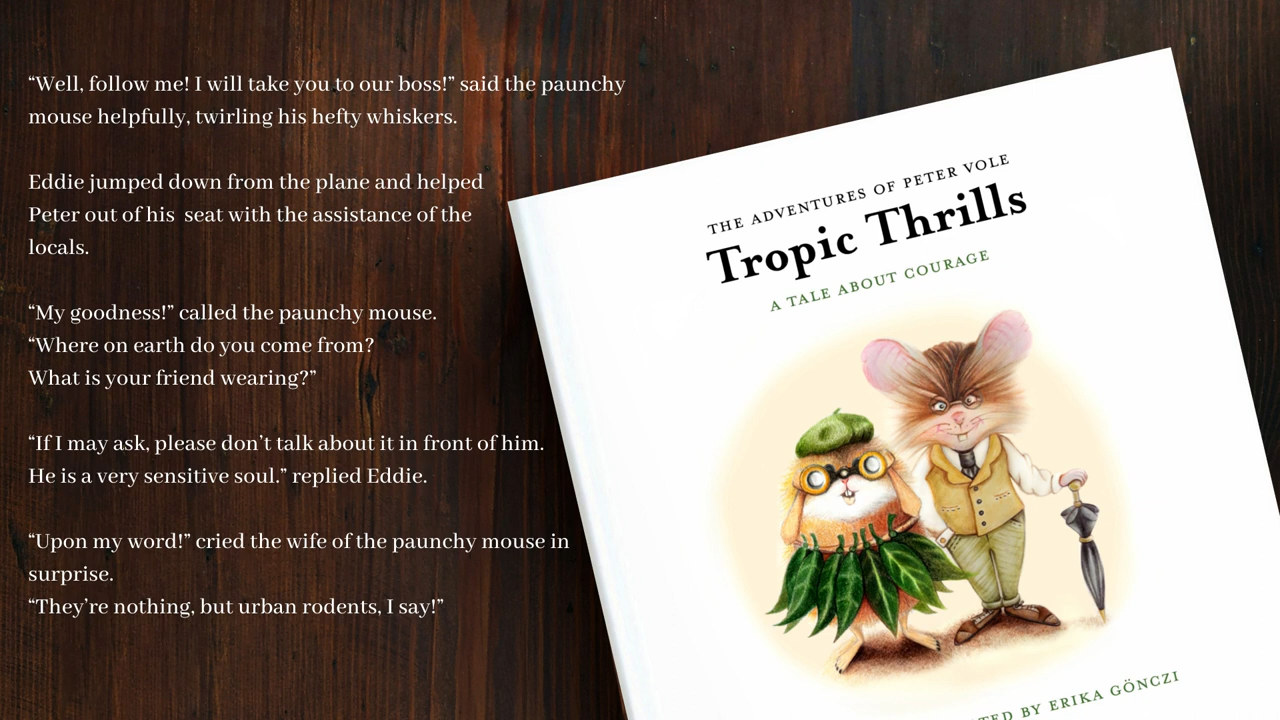 “Well, follow me! I will take you to our boss!” said the paunchy
mouse helpfully, twirling his hefty whiskers.
Eddie jumped down from the plane and helped
Peter out of his  seat with the assistance of the
locals.
“My goodness!” called the paunchy mouse.
“Where on earth do you come from?
What is your friend wearing?”
“If I may ask, please don’t talk about it in front of him.
He is a very sensitive soul.” replied Eddie.
“Upon my word!” cried the wife of the paunchy mouse in
surprise.
“They’re nothing, but urban rodents, I say!”
THE ADVENTURES OF PETER VOLE
Tropic Thrills
A TALE ABOUT COURAGE
BY ERIKA GÖNCZI